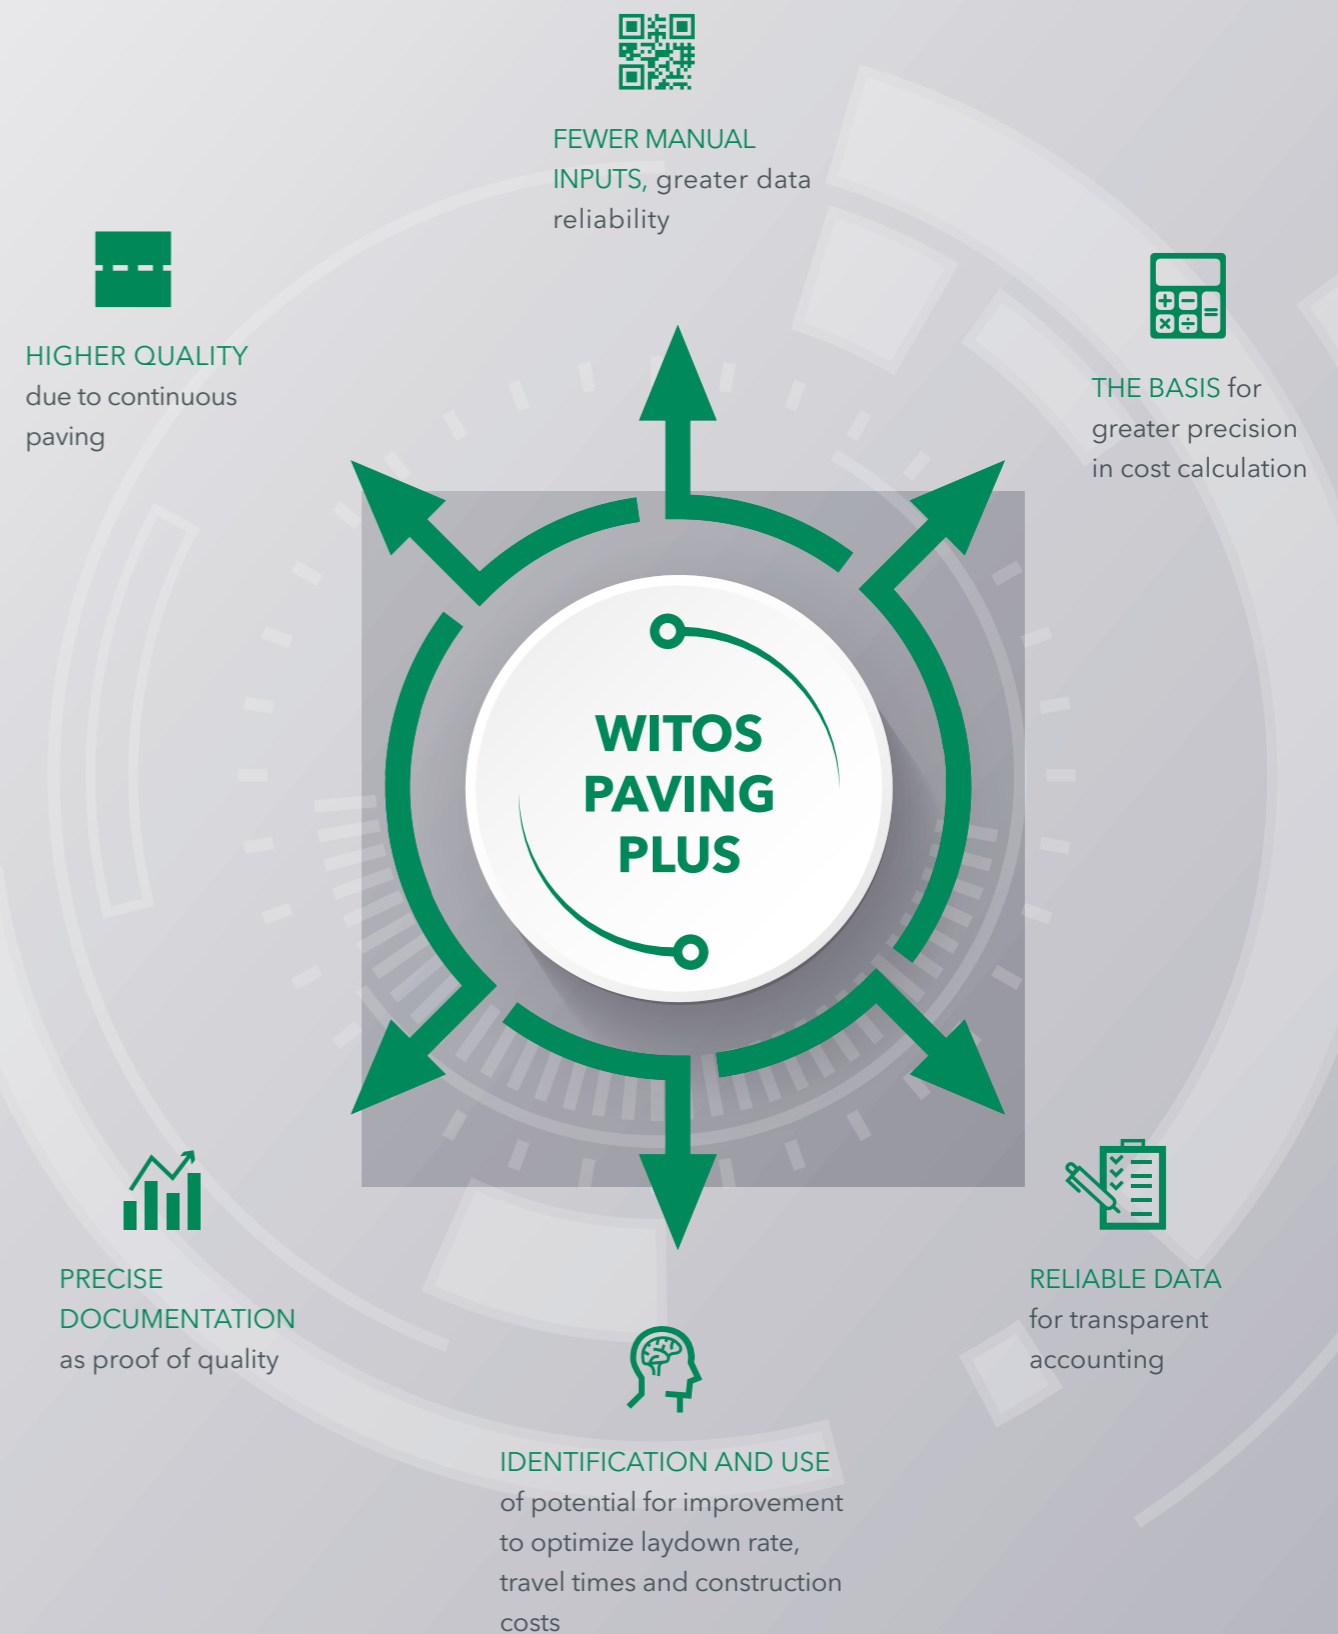 FEWER MANUAL
INPUTS, greater data
reliability
HIGHER QUALITY
due to continuous
paving
THE BASIS for
greater precision
in cost calculation
WITOS
PAVING
PLUS
PRECISE
DOCUMENTATION
as proof of quality
RELIABLE DATA
for transparent
accounting
IDENTIFICATION AND USE
of potential for improvement
to optimize laydown rate,
travel times and construction
costs